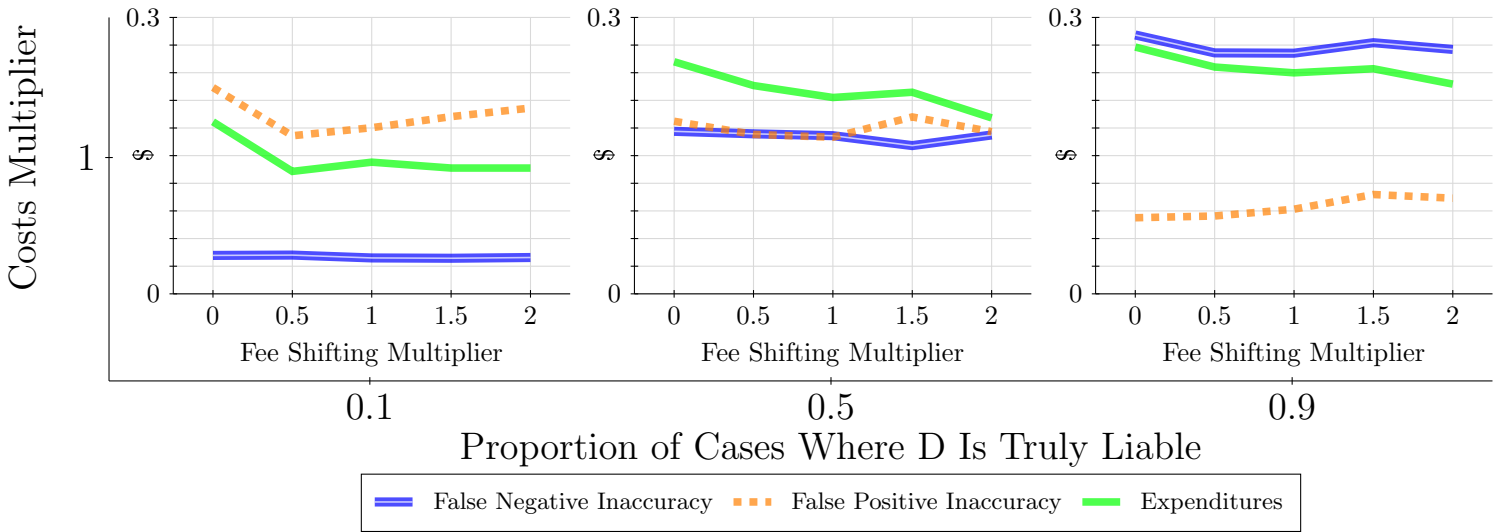 Costs Multiplier
1
0.3
0
$
0 0.5 1 1.5 2
Fee Shifting Multiplier
0.3
0
$
0 0.5 1 1.5 2
Fee Shifting Multiplier
0.3
0
$
0 0.5 1 1.5 2
Fee Shifting Multiplier
0.1 0.5 0.9
Proportion of Cases Where D Is Truly Liable
False Negative Inaccuracy False Positive Inaccuracy Expenditures